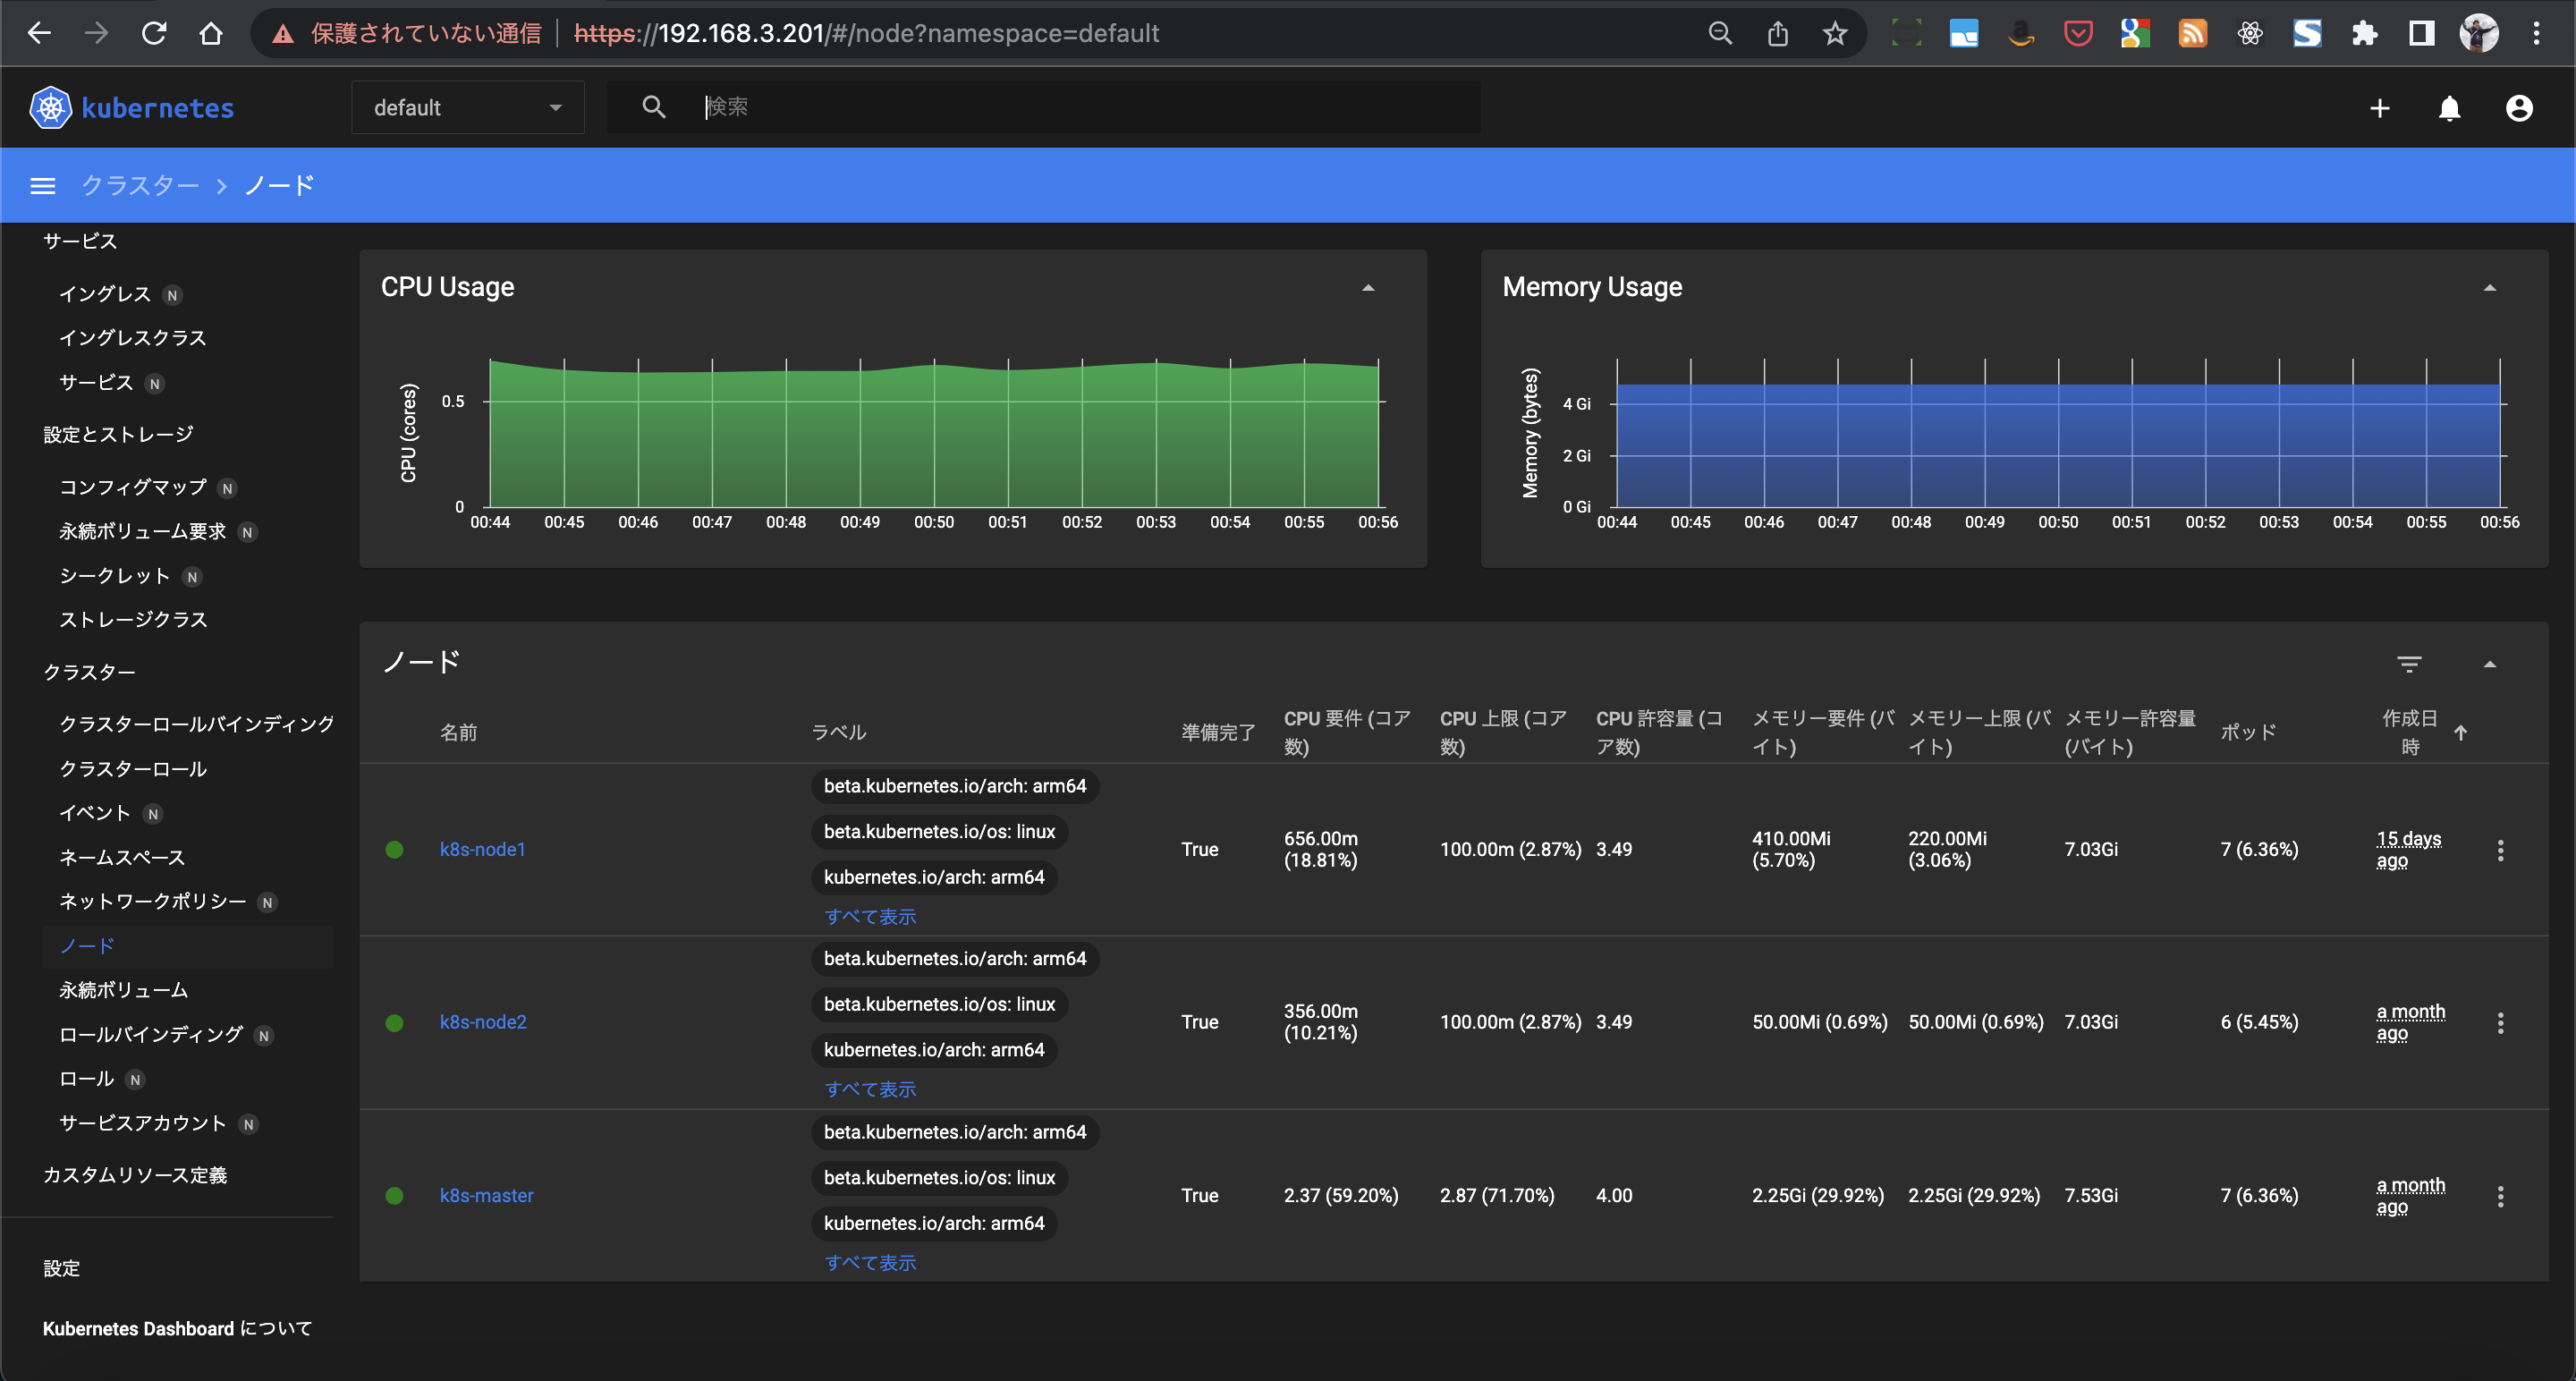 保護されていない通信 https://192.168.3.201/#/node?namespace=default
kubernetes default 検索
クラスター ノード
サービス
イングレス N
イングレスクラス
サービス N
設定とストレージ
コンフィグマップ N
永続ボリューム要求 N
シークレット N
ストレージクラス
クラスター
クラスターロールバインディング
クラスターロール
イベント N
ネームスペース
ネットワークポリシー N
ノード
永続ボリューム
ロールバインディング N
ロール N
サービスアカウント N
カスタムリソース定義
設定
Kubernetes Dashboard について
CPU Usage
CPU (cores)
0.5
0
00:44 00:45 00:46 00:47 00:48 00:49 00:50 00:51 00:52 00:53 00:54 00:55 00:56
Memory Usage
Memory (bytes)
4 Gi
2 Gi
0 Gi
00:44 00:45 00:46 00:47 00:48 00:49 00:50 00:51 00:52 00:53 00:54 00:55 00:56
ノード
名前 ラベル 準備完了 CPU 要件 (コア数) CPU 上限 (コア数) CPU 許容量 (コア数) メモリー要件 (バイト) メモリー上限 (バイト) メモリー許容量 (バイト) ポッド 作成日時
beta.kubernetes.io/arch: arm64
beta.kubernetes.io/os: linux
kubernetes.io/arch: arm64
すべて表示
k8s-node1 True 656.00m (18.81%) 100.00m (2.87%) 3.49 410.00Mi (5.70%) 220.00Mi (3.06%) 7.03Gi 7 (6.36%) 15 days ago
beta.kubernetes.io/arch: arm64
beta.kubernetes.io/os: linux
kubernetes.io/arch: arm64
すべて表示
k8s-node2 True 356.00m (10.21%) 100.00m (2.87%) 3.49 50.00Mi (0.69%) 50.00Mi (0.69%) 7.03Gi 6 (5.45%) a month ago
beta.kubernetes.io/arch: arm64
beta.kubernetes.io/os: linux
kubernetes.io/arch: arm64
すべて表示
k8s-master True 2.37 (59.20%) 2.87 (71.70%) 4.00 2.25Gi (29.92%) 2.25Gi (29.92%) 7.53Gi 7 (6.36%) a month ago